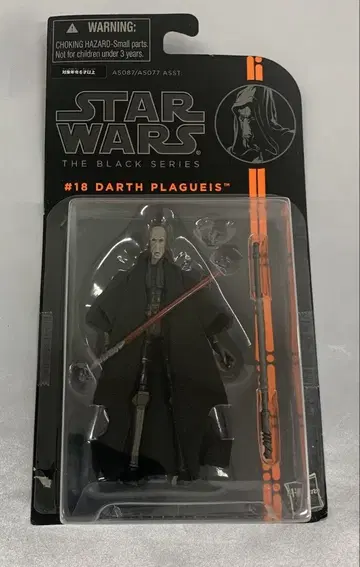 WARNING:
CHOKING HAZARD-Small parts.
Not for children under 3 years.
A5087/A5077 ASST.
STAR
WARS®
THE BLACK SERIES
#18 DARTH PLAGUEIS™
Hasbro